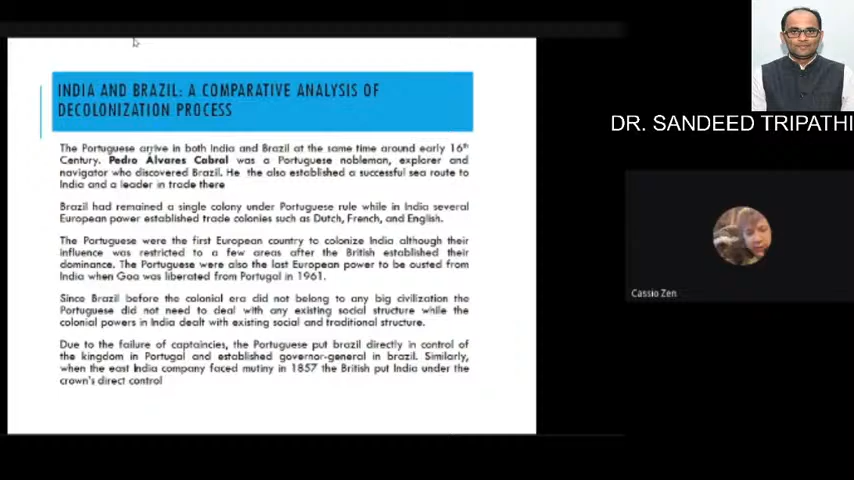 INDIA AND BRAZIL: A COMPARATIVE ANALYSIS OF
DECOLONIZATION PROCESS
The Portuguese arrive in both India and Brazil at the same time around early 16th
Century. Pedro Álvares Cabral was a Portuguese nobleman, explorer and
navigator who discovered Brazil. He the also established a successful sea route to
India and a leader in trade there
Brazil had remained a single colony under Portuguese rule while in India several
European power established trade colonies such as Dutch, French, and English.
The Portuguese were the first European country to colonize India although their
influence was restricted to a few areas after the British established their
dominance. The Portuguese were also the last European power to be ousted from
India when Goa was liberated from Portugal in 1961.
Since Brazil before the colonial era did not belong to any big civilization the
Portuguese did not need to deal with any existing social structure while the
colonial powers in India dealt with existing social and traditional structure.
Due to the failure of captaincies, the Portuguese put brazil directly in control of
the kingdom in Portugal and established governor-general in brazil. Similarly,
when the east India company faced mutiny in 1857 the British put India under the
crown's direct control
DR. SANDEED TRIPATHI
Cassio Zen